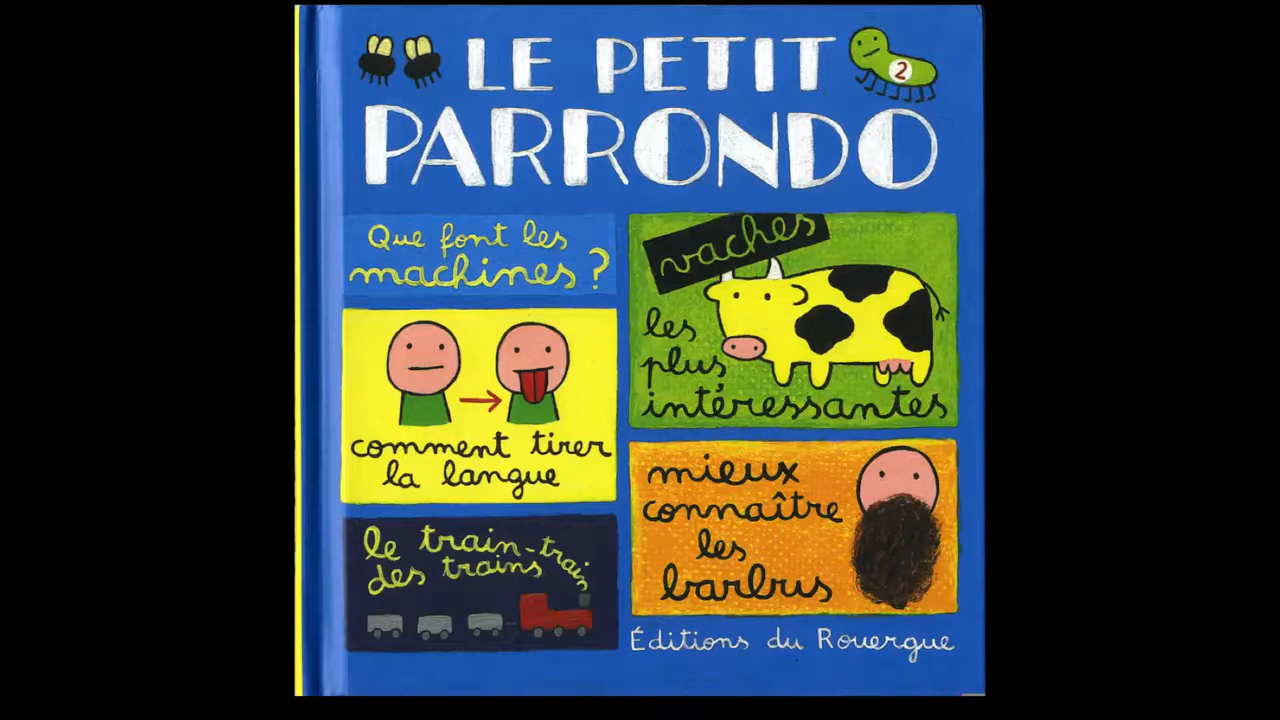 LE PETIT
2
PARRONDO
Que font les
machines ?
vaches
les
plus
intéressantes
comment tirer
la langue
mieux
connaître
les
barbus
le train-train
des trains
Éditions du Rouergue